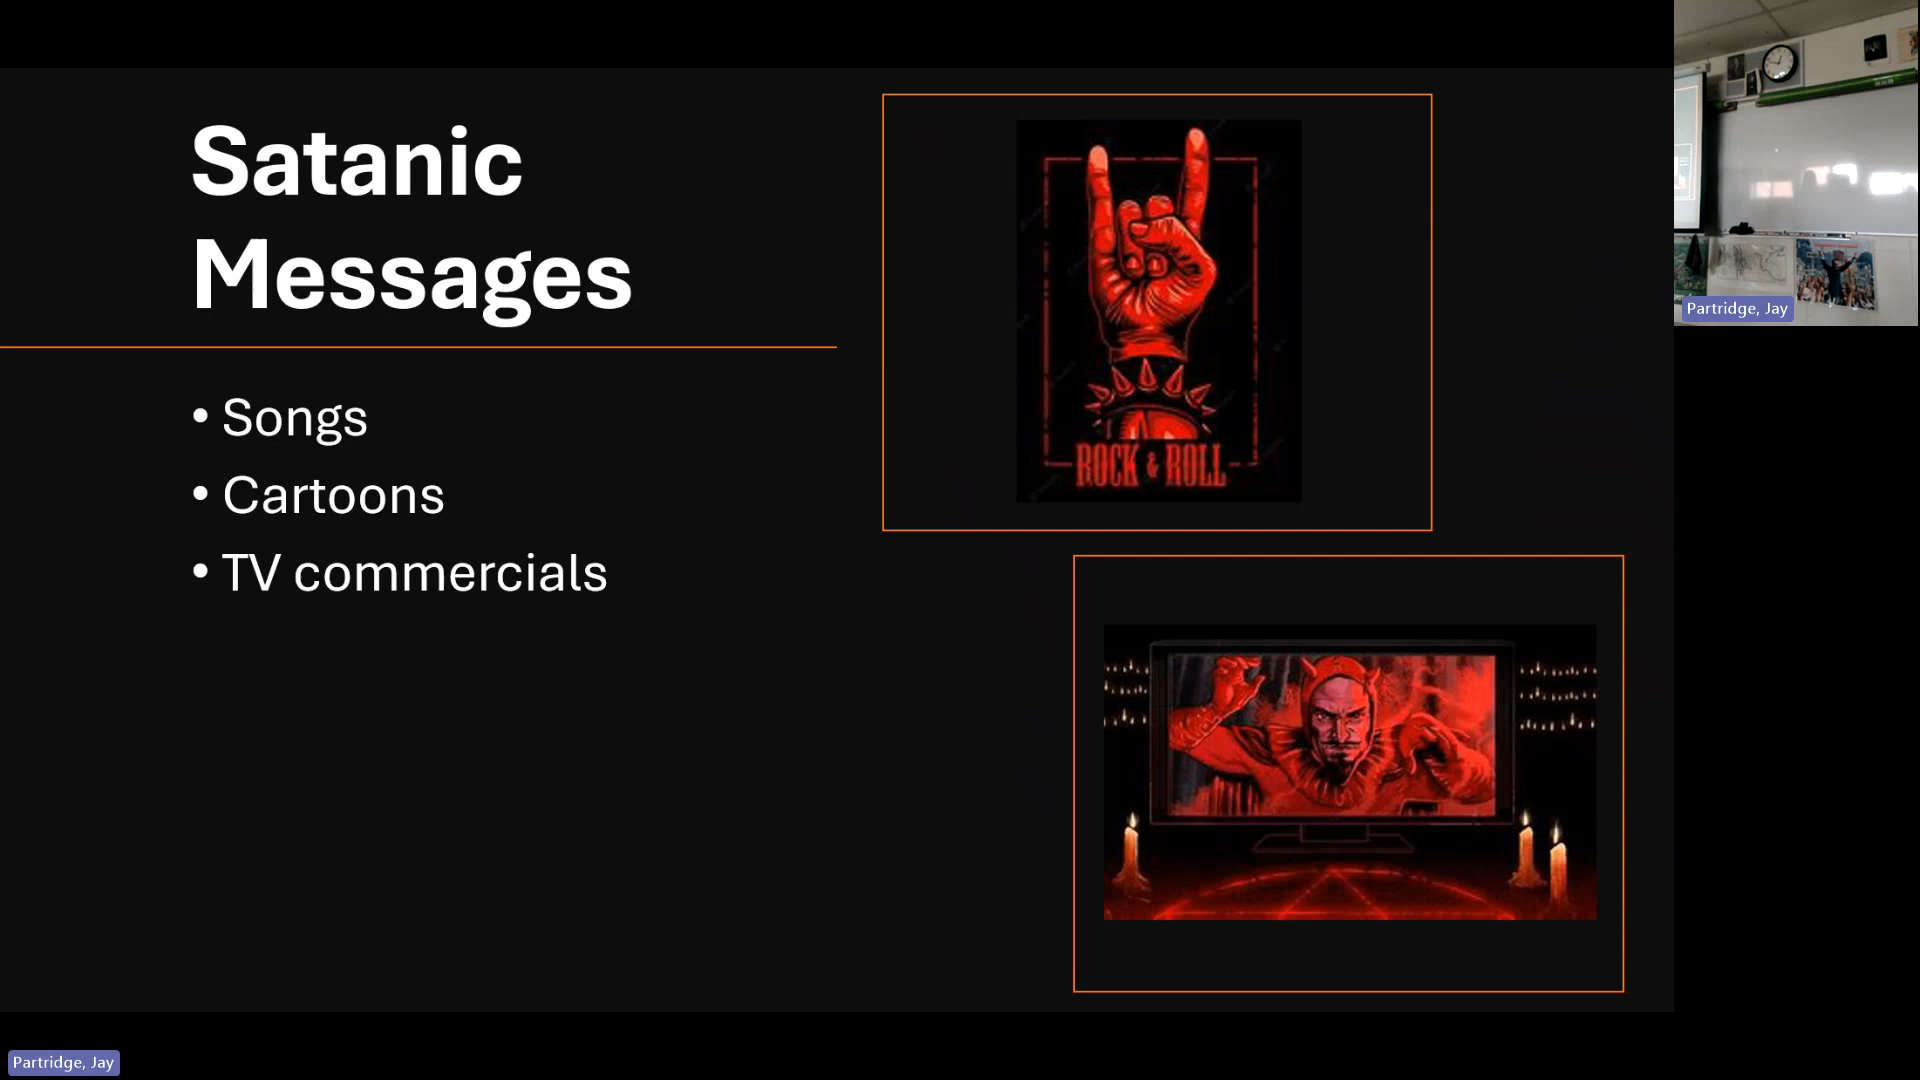 Satanic
Messages
• Songs
• Cartoons
• TV commercials
ROCK & ROLL
Partridge, Jay
Partridge, Jay